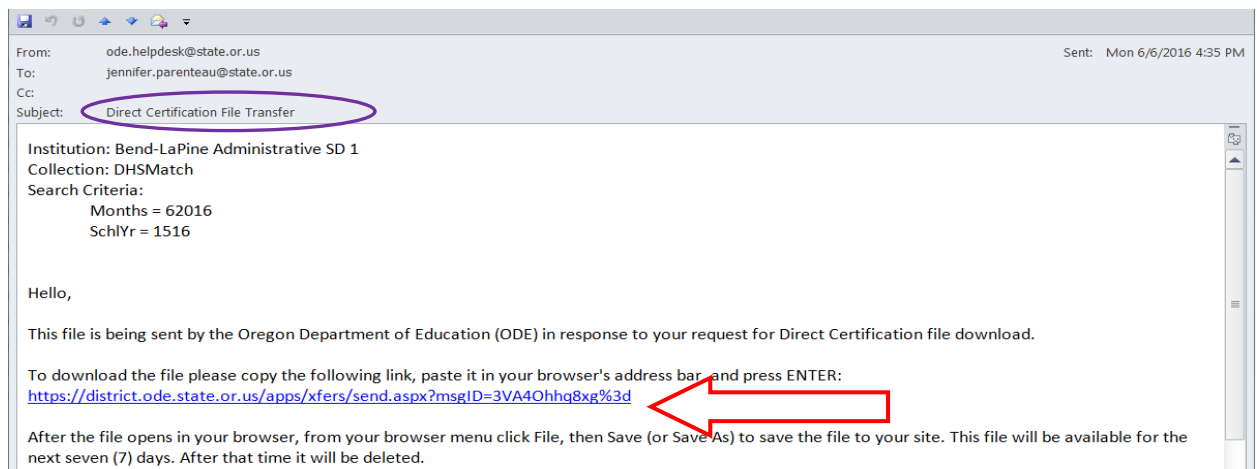 From: ode.helpdesk@state.or.us Sent: Mon 6/6/2016 4:35 PM
To: jennifer.parenteau@state.or.us
Cc:
Subject: Direct Certification File Transfer
Institution: Bend-LaPine Administrative SD 1
Collection: DHSMatch
Search Criteria:
Months = 62016
SchlYr = 1516
Hello,
This file is being sent by the Oregon Department of Education (ODE) in response to your request for Direct Certification file download.
To download the file please copy the following link, paste it in your browser's address bar, and press ENTER:
https://district.ode.state.or.us/apps/xfers/send.aspx?msgID=3VA4Ohhq8xg%3d
After the file opens in your browser, from your browser menu click File, then Save (or Save As) to save the file to your site. This file will be available for the
next seven (7) days. After that time it will be deleted.